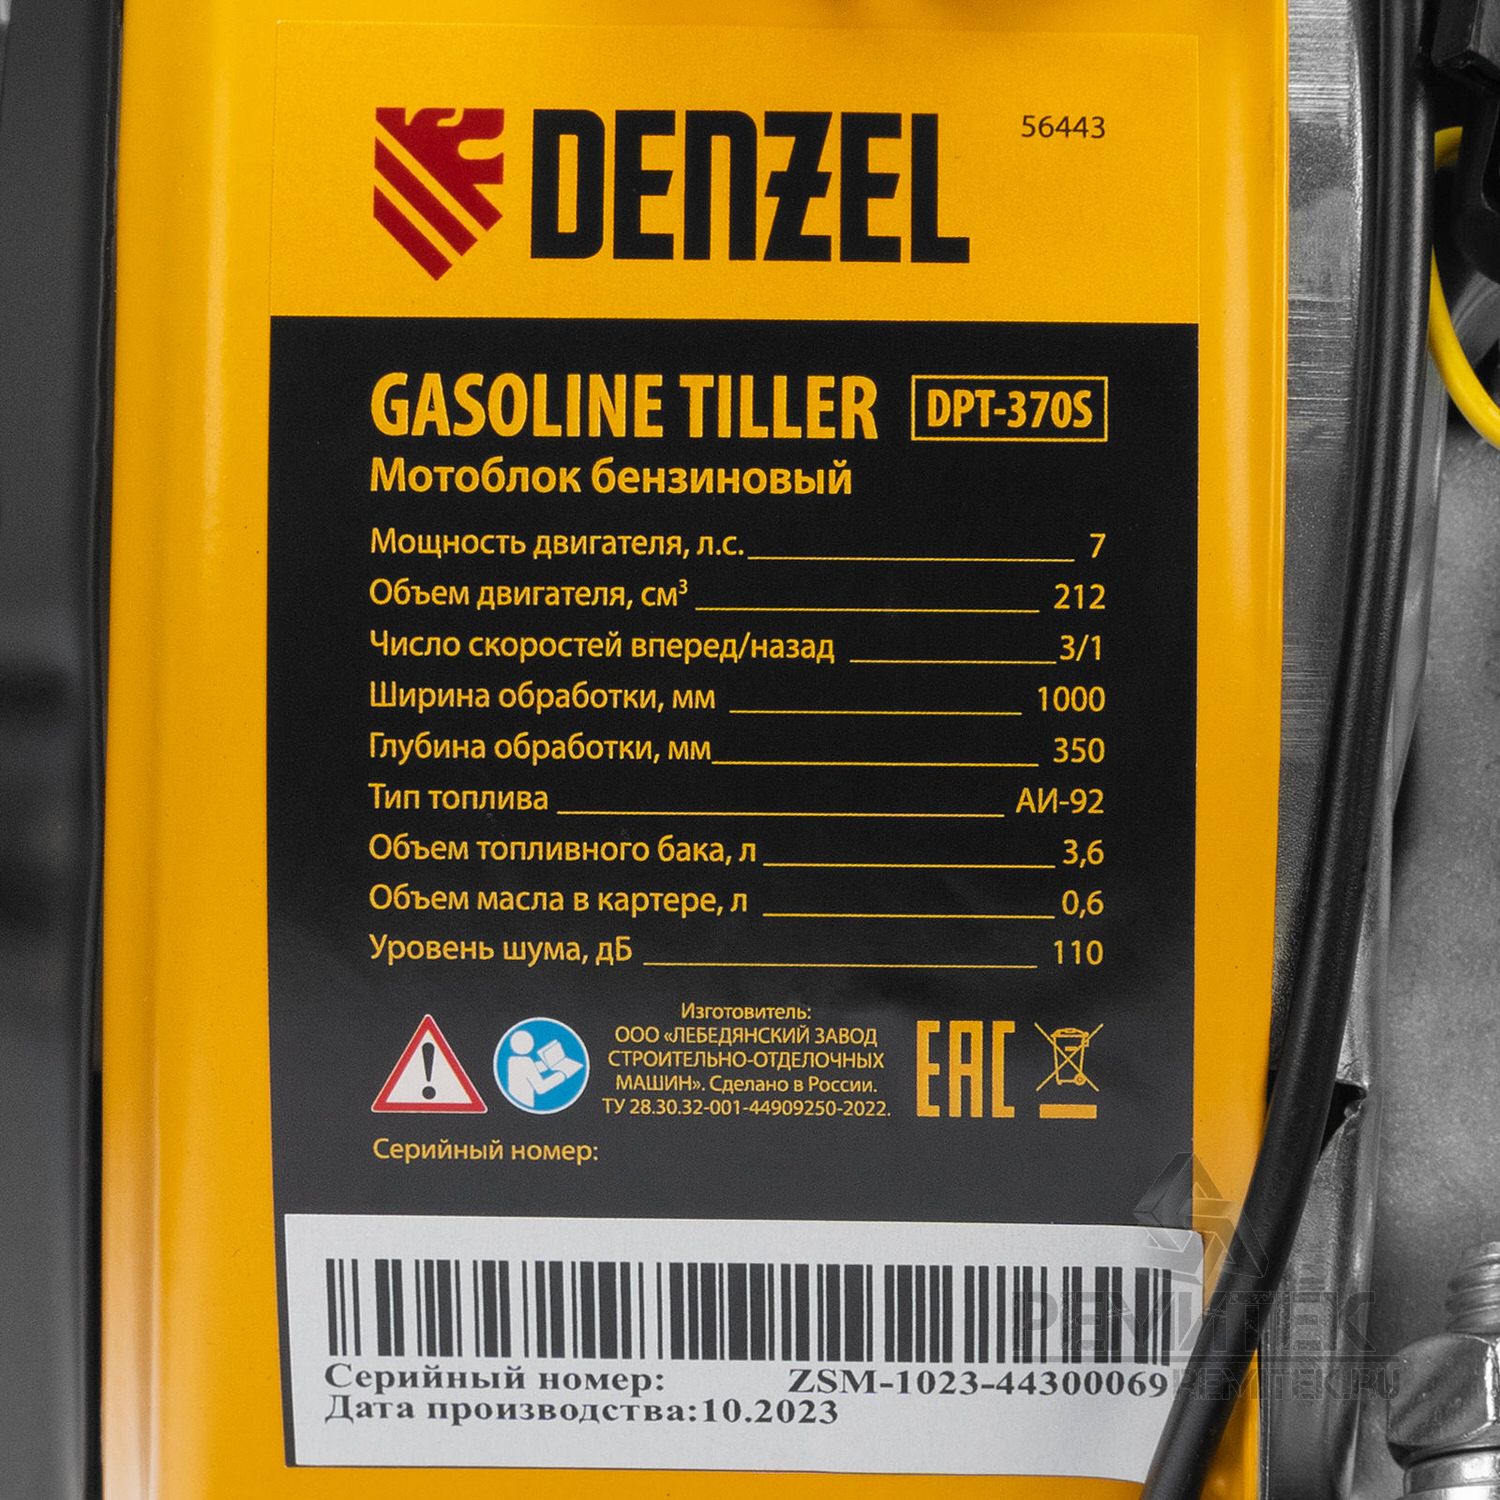 DENZEL
56443
GASOLINE TILLER DPT-370S
Мотоблок бензиновый
Мощность двигателя, л.с. 7
Объем двигателя, см³ 212
Число скоростей вперед/назад 3/1
Ширина обработки, мм 1000
Глубина обработки, мм 350
Тип топлива АИ-92
Объем топливного бака, л 3,6
Объем масла в картере, л 0,6
Уровень шума, дБ 110
Изготовитель:
ООО «ЛЕБЕДЯНСКИЙ ЗАВОД
СТРОИТЕЛЬНО-ОТДЕЛОЧНЫХ
МАШИН». Сделано в России.
ТУ 28.30.32-001-44909250-2022.
EAC
Серийный номер:
Серийный номер: ZSM-1023-44300069
Дата производства:10.2023
РЕМИТЕК
REMITEK.RU